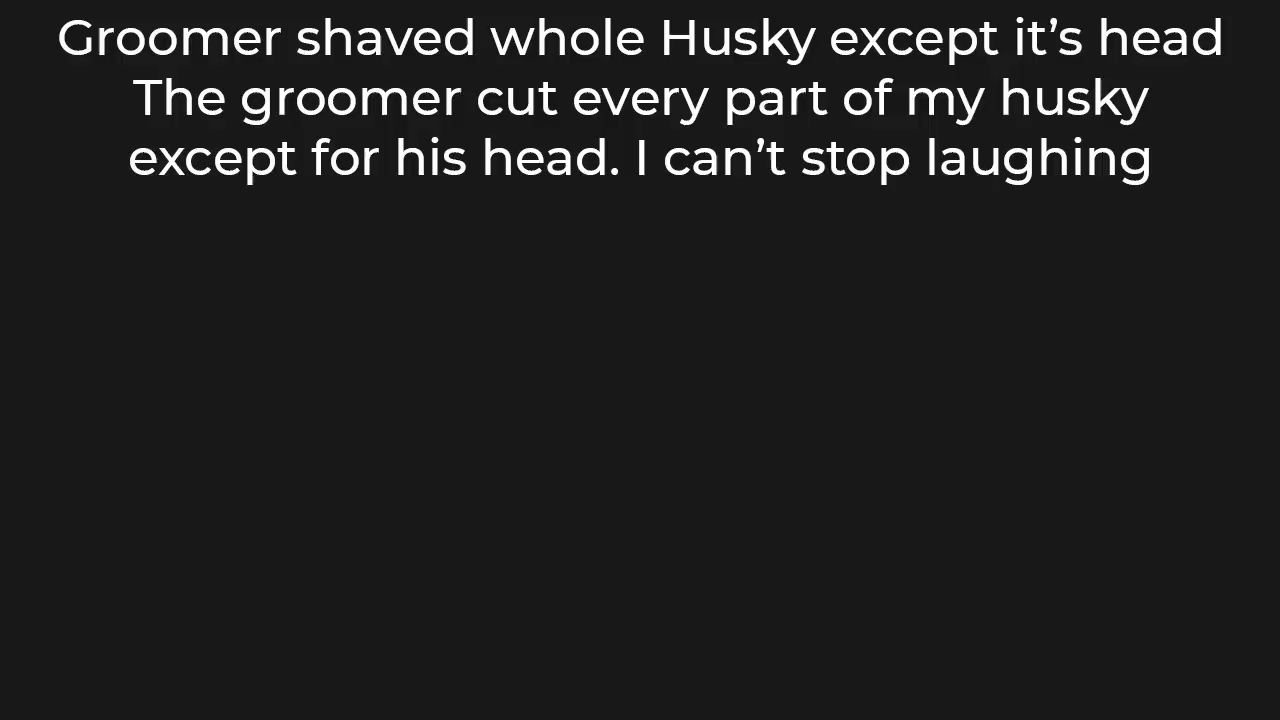 Groomer shaved whole Husky except it’s head
The groomer cut every part of my husky
except for his head. I can’t stop laughing